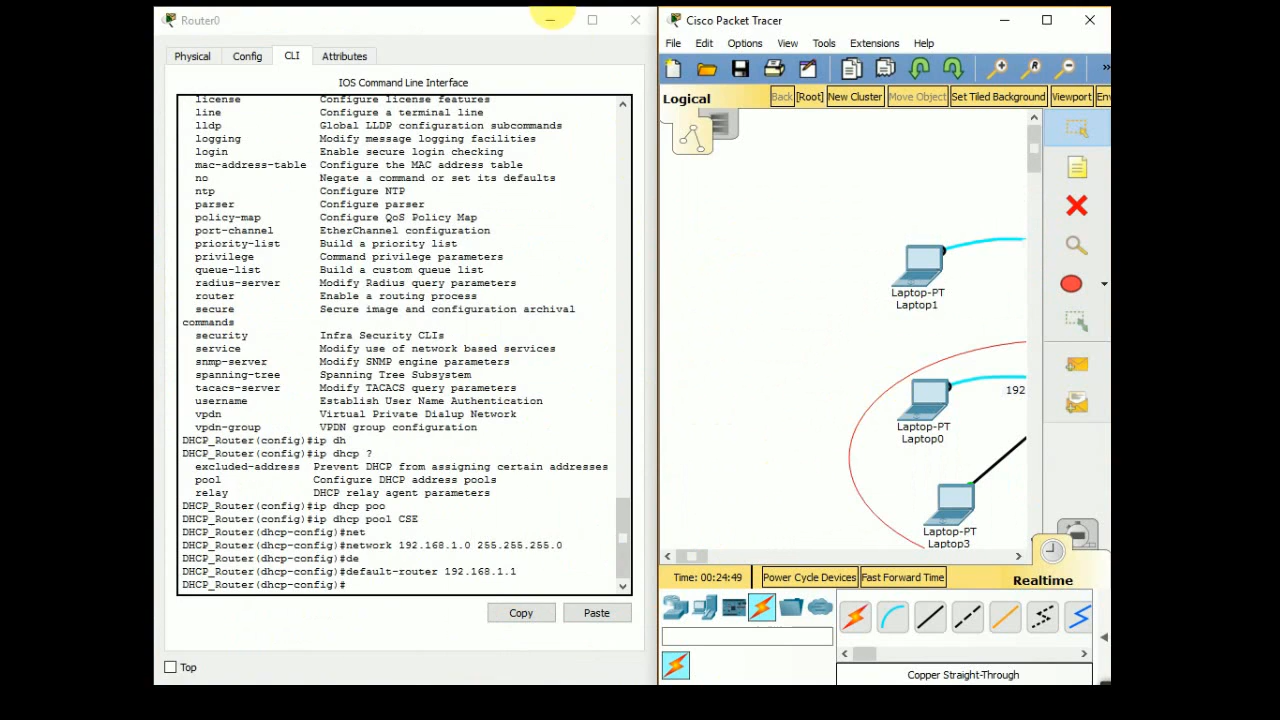 Router0
Physical Config CLI Attributes
IOS Command Line Interface
license Configure license features
line Configure a terminal line
lldp Global LLDP configuration subcommands
logging Modify message logging facilities
login Enable secure login checking
mac-address-table Configure the MAC address table
no Negate a command or set its defaults
ntp Configure NTP
parser Configure parser
policy-map Configure QoS Policy Map
port-channel EtherChannel configuration
priority-list Build a priority list
privilege Command privilege parameters
queue-list Build a custom queue list
radius-server Modify Radius query parameters
router Enable a routing process
secure Secure image and configuration archival
commands
security Infra Security CLIs
service Modify use of network based services
snmp-server Modify SNMP engine parameters
spanning-tree Spanning Tree Subsystem
tacacs-server Modify TACACS query parameters
username Establish User Name Authentication
vpdn Virtual Private Dialup Network
vpdn-group VPDN group configuration
DHCP_Router(config)#ip dh
DHCP_Router(config)#ip dhcp ?
excluded-address Prevent DHCP from assigning certain addresses
pool Configure DHCP address pools
relay DHCP relay agent parameters
DHCP_Router(config)#ip dhcp poo
DHCP_Router(config)#ip dhcp pool CSE
DHCP_Router(dhcp-config)#net
DHCP_Router(dhcp-config)#network 192.168.1.0 255.255.255.0
DHCP_Router(dhcp-config)#de
DHCP_Router(dhcp-config)#default-router 192.168.1.1
DHCP_Router(dhcp-config)#
Copy Paste
Top
Cisco Packet Tracer
File Edit Options View Tools Extensions Help
Logical Back [Root] New Cluster Move Object Set Tiled Background Viewport En
Laptop-PT
Laptop1
192
Laptop-PT
Laptop0
Laptop-PT
Laptop3
Time: 00:24:49 Power Cycle Devices Fast Forward Time Realtime
Copper Straight-Through